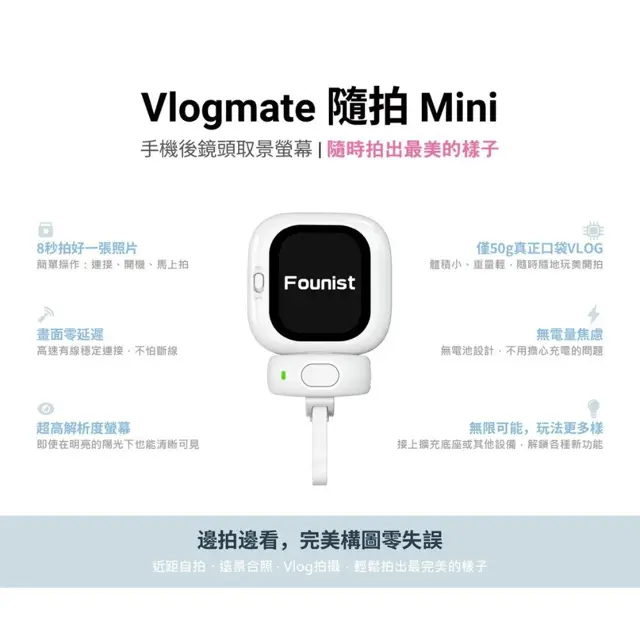 Vlogmate 隨拍 Mini
手機後鏡頭取景螢幕 | 隨時拍出最美的樣子
8秒拍好一張照片
簡單操作：連接、開機、馬上拍
畫面零延遲
高速有線穩定連接，不怕斷線
超高解析度螢幕
即使在明亮的陽光下也能清晰可見
Founist
僅50g真正口袋VLOG
體積小、重量輕，隨時隨地玩美開拍
無電量焦慮
無電池設計，不用擔心充電的問題
無限可能，玩法更多樣
接上擴充底座或其他設備，解鎖各種新功能
邊拍邊看，完美構圖零失誤
近距自拍．遠景合照．Vlog拍攝，輕鬆拍出最完美的樣子